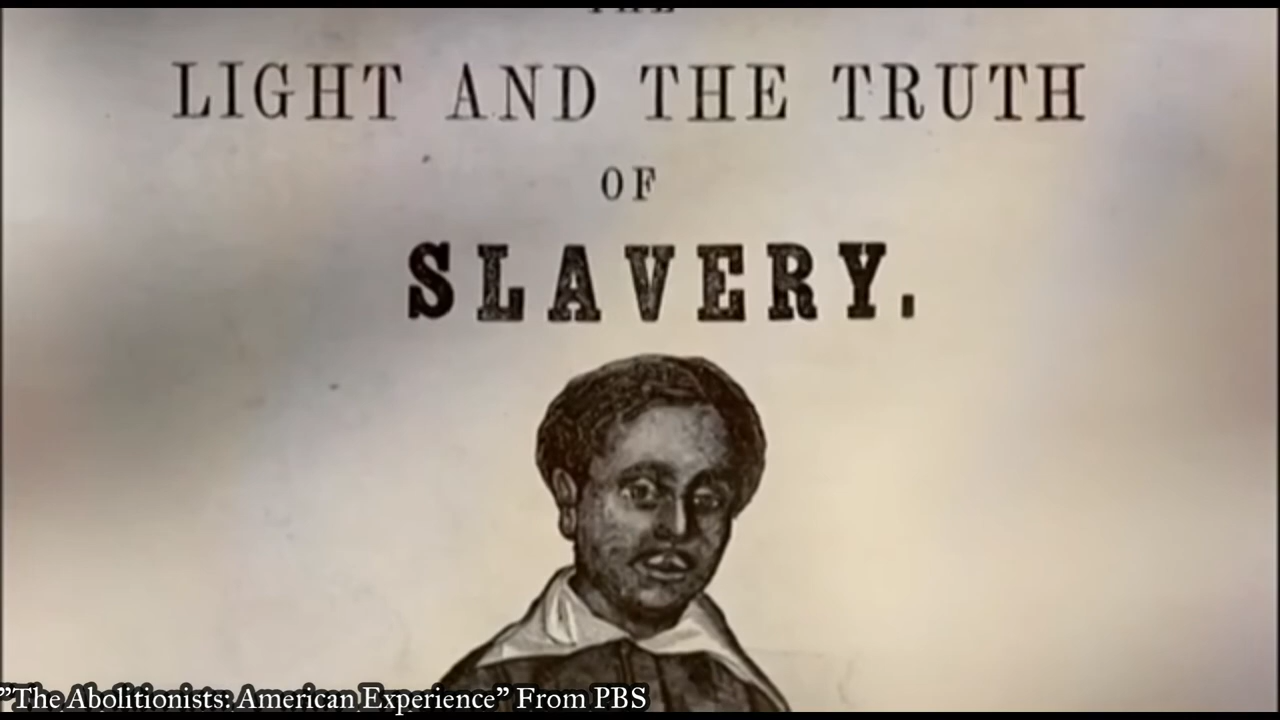 LIGHT AND THE TRUTH
OF
SLAVERY.
"The Abolitionists: American Experience" From PBS